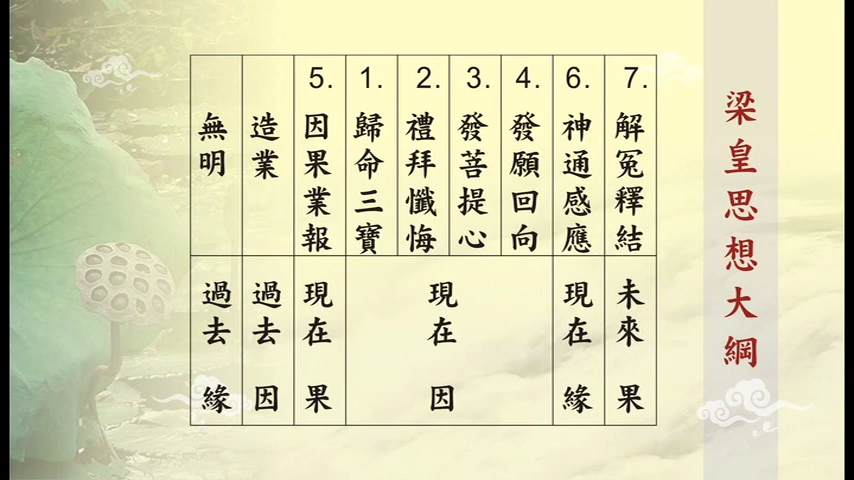 梁皇思想大綱
7. 解冤釋結
6. 神通感應
4. 發願回向
3. 發菩提心
2. 禮拜懺悔
1. 歸命三寶
5. 因果業報
造業
無明
未來 果
現在 緣
現在 因
現在 果
過去 因
過去 緣